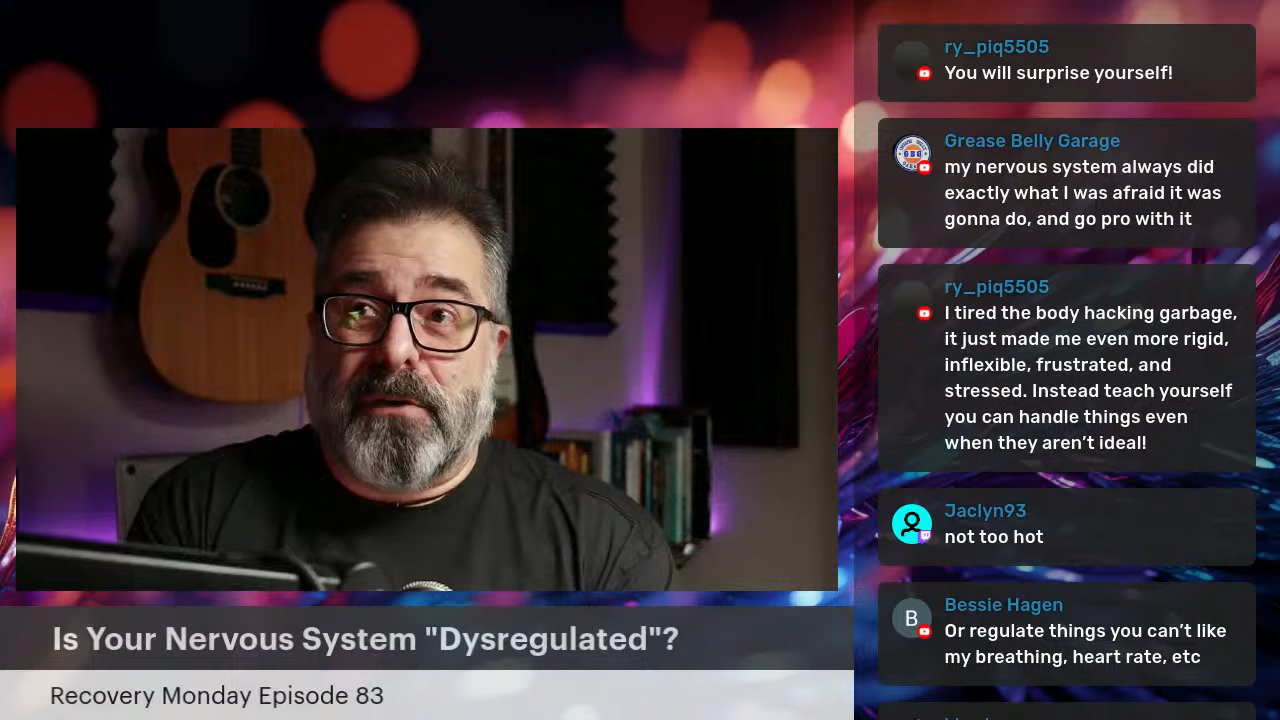 Is Your Nervous System "Dysregulated"?
Recovery Monday Episode 83
ry_piq5505
You will surprise yourself!
Grease Belly Garage
my nervous system always did
exactly what I was afraid it was
gonna do, and go pro with it
ry_piq5505
I tired the body hacking garbage,
it just made me even more rigid,
inflexible, frustrated, and
stressed. Instead teach yourself
you can handle things even
when they aren’t ideal!
Jaclyn93
not too hot
B
Bessie Hagen
Or regulate things you can’t like
my breathing, heart rate, etc